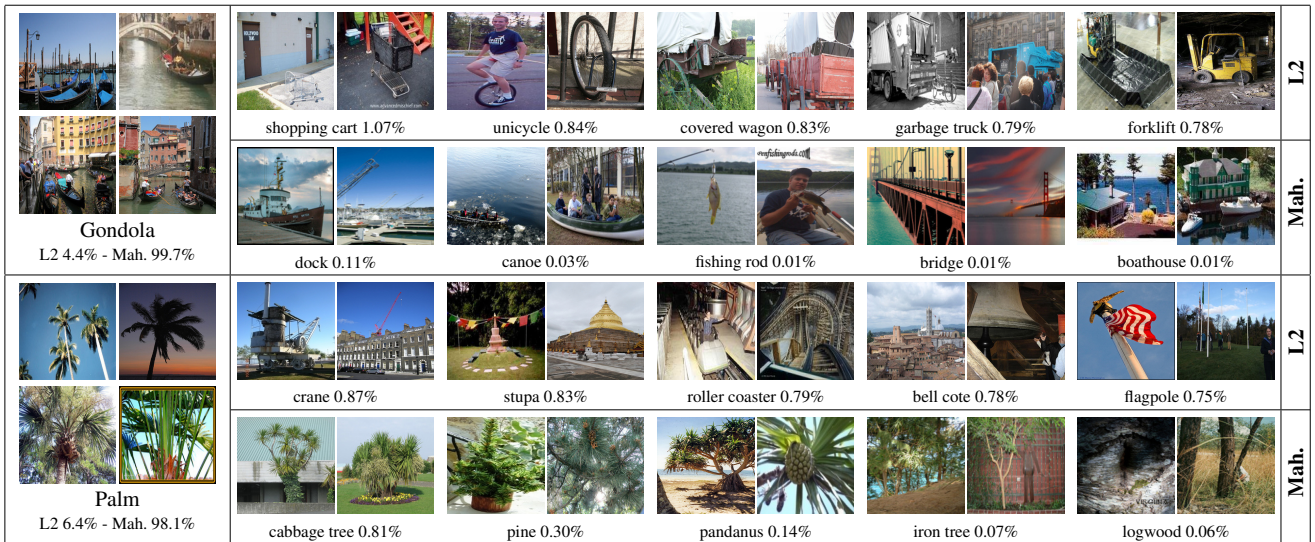 shopping cart 1.07%
unicycle 0.84%
covered wagon 0.83%
garbage truck 0.79%
forklift 0.78%
L2
Gondola
L2 4.4% - Mah. 99.7%
dock 0.11%
canoe 0.03%
fishing rod 0.01%
bridge 0.01%
boathouse 0.01%
Mah.
crane 0.87%
stupa 0.83%
roller coaster 0.79%
bell cote 0.78%
flagpole 0.75%
L2
Palm
L2 6.4% - Mah. 98.1%
cabbage tree 0.81%
pine 0.30%
pandanus 0.14%
iron tree 0.07%
logwood 0.06%
Mah.